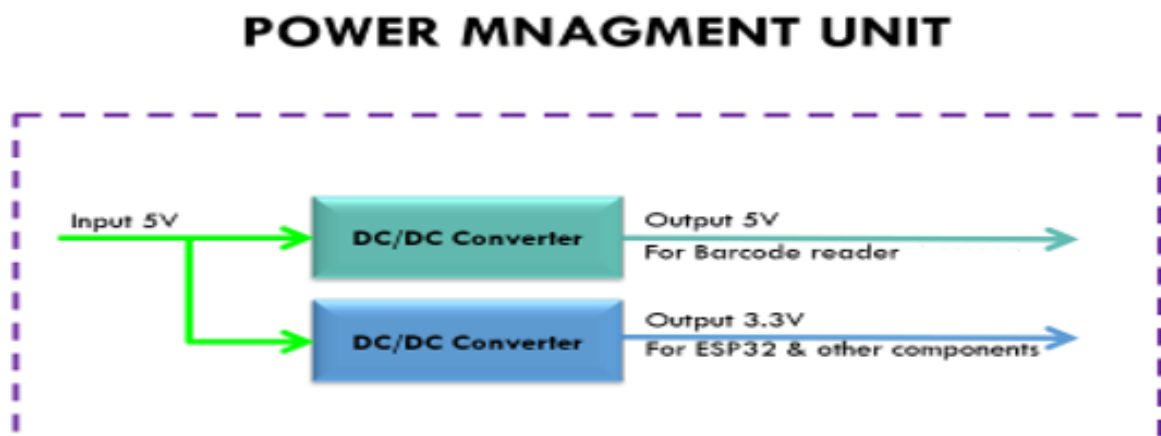 POWER MNAGMENT UNIT
Input 5V
DC/DC Converter
Output 5V
For Barcode reader
DC/DC Converter
Output 3.3V
For ESP32 & other components